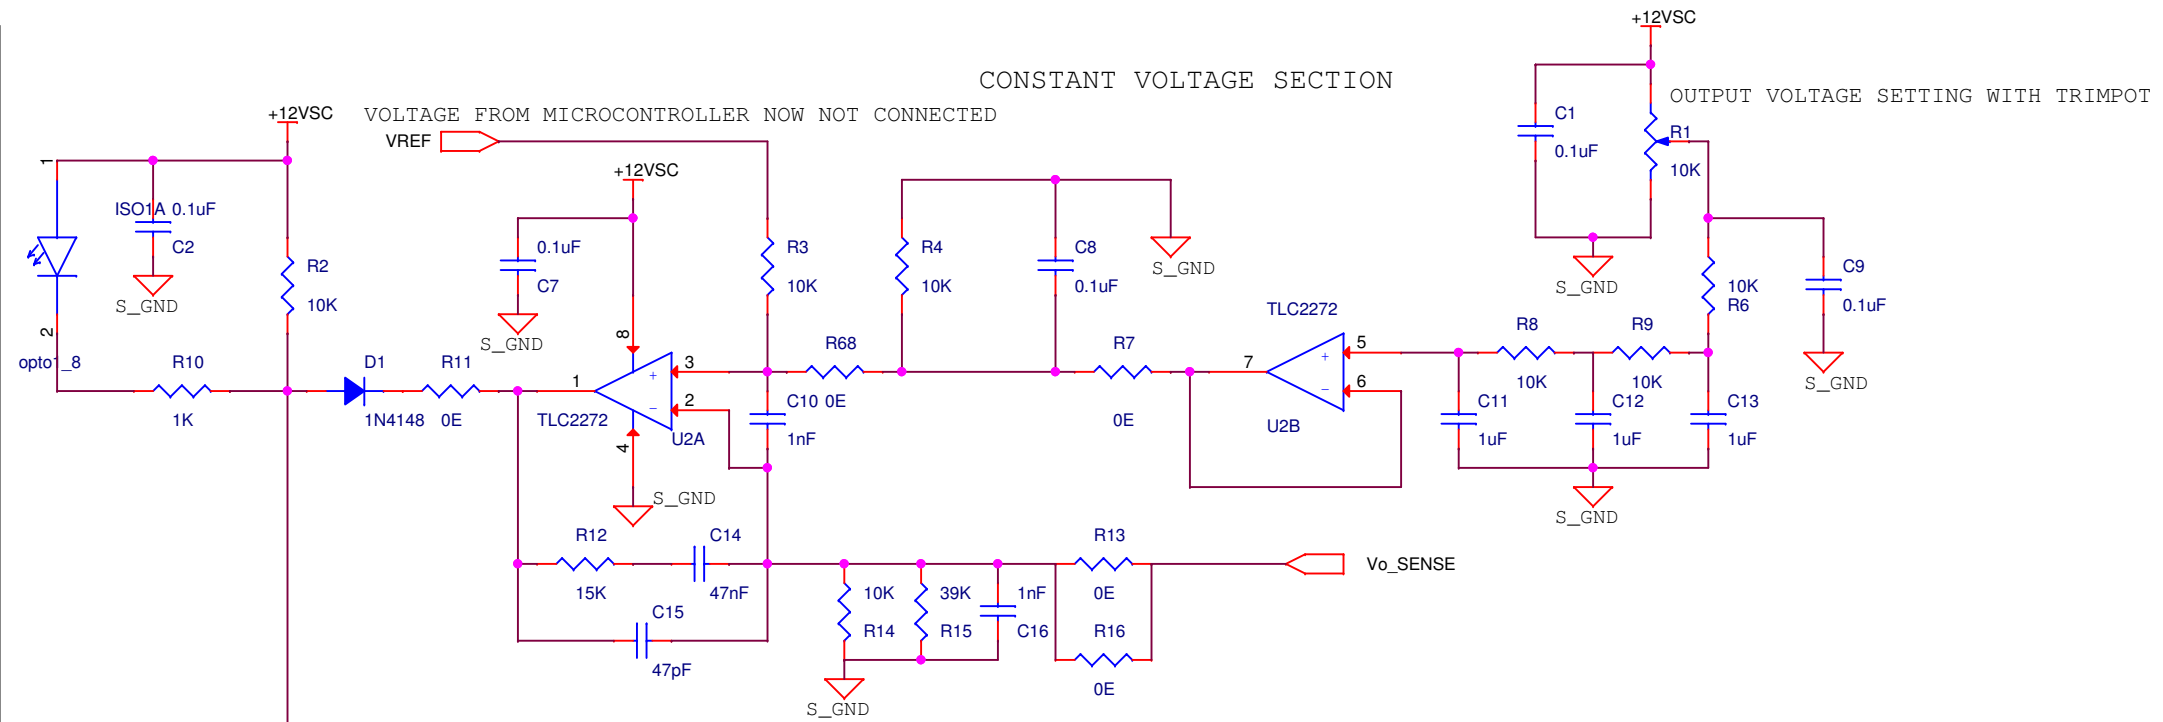 +12VSC
CONSTANT VOLTAGE SECTION
OUTPUT VOLTAGE SETTING WITH TRIMPOT
+12VSC
VOLTAGE FROM MICROCONTROLLER NOW NOT CONNECTED
VREF
C1
0.1uF
R1
10K
1
+12VSC
ISO1A
0.1uF
C2
S_GND
2
opto1_8
R2
10K
0.1uF
C7
S_GND
8
R3
10K
R4
10K
C8
0.1uF
S_GND
S_GND
10K
R6
C9
0.1uF
S_GND
TLC2272
R10
1K
D1
1N4148
R11
0E
1
TLC2272
3
2
4
U2A
S_GND
R68
0E
C10
1nF
R7
0E
7
5
6
U2B
R8
10K
R9
10K
C11
1uF
C12
1uF
C13
1uF
S_GND
R12
15K
C14
47nF
C15
47pF
10K
R14
39K
R15
1nF
C16
R13
0E
R16
0E
Vo_SENSE
S_GND